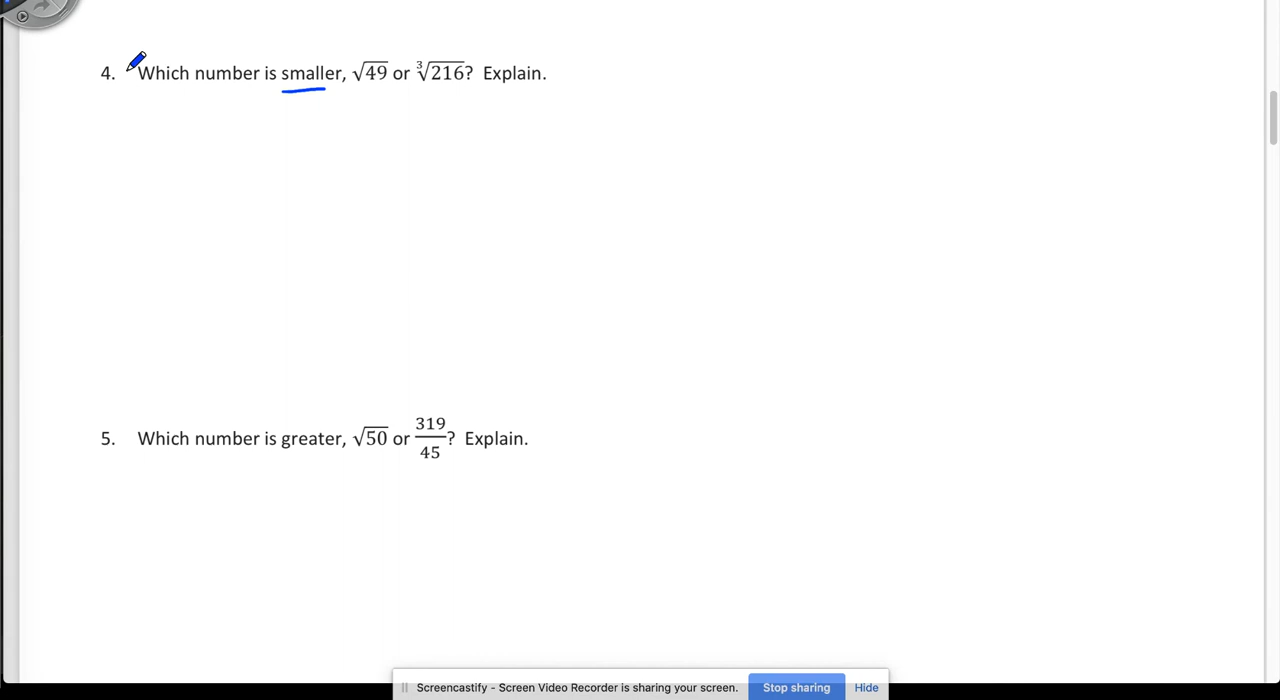 4. Which number is smaller, √49 or ∛216? Explain.
5. Which number is greater, √50 or 319/45? Explain.
Screencastify - Screen Video Recorder is sharing your screen. Stop sharing Hide